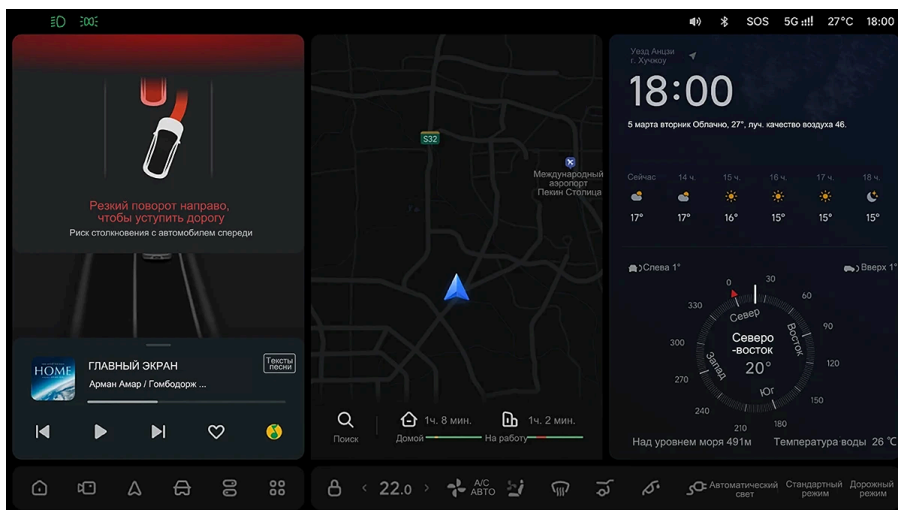 SOS 5G 27°C 18:00
Резкий поворот направо,
чтобы уступить дорогу
Риск столкновения с автомобилем спереди
HOME
ГЛАВНЫЙ ЭКРАН
Арман Амар / Гомбодорж ...
Тексты
песни
S32
Международный
аэропорт
Пекин Столица
Поиск
1ч. 8 мин.
Домой
1ч. 2 мин.
На работу
Уезд Анцзи
г. Хучжоу
18:00
5 марта вторник Облачно, 27°, луч. качество воздуха 46.
Сейчас 14 ч. 15 ч. 16 ч. 17 ч. 18 ч.
17° 17° 16° 15° 15° 15°
Слева 1°
Вверх 1°
0 30 60 90 120 150 180 210 240 270 300 330
Север
Восток
Юг
Запад
Северо
-восток
20°
Над уровнем моря 491м
Температура воды 26 °C
‹ 22.0 ›
A/C
АВТО
Автоматический
свет
Стандартный
режим
Дорожный
режим